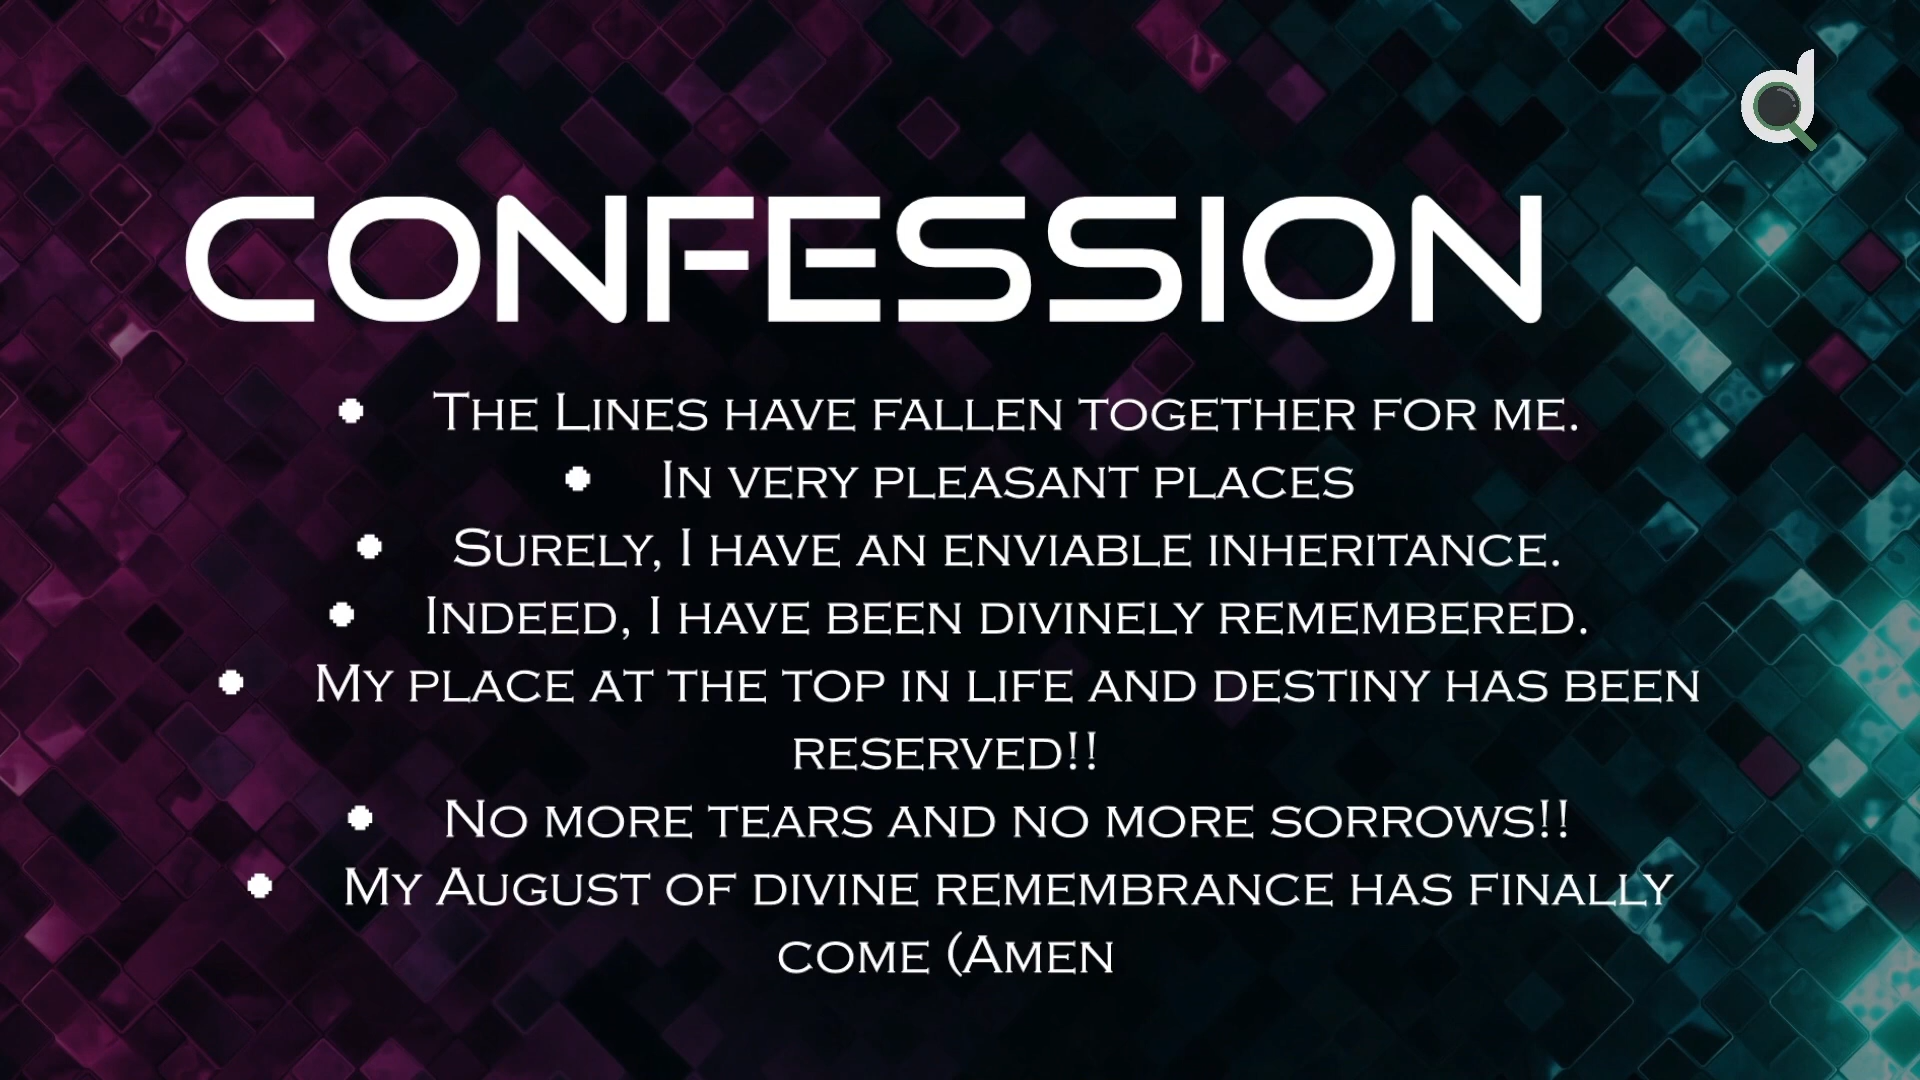 CONFESSION
• The Lines have fallen together for me.
• In very pleasant places
• Surely, I have an enviable inheritance.
• Indeed, I have been divinely remembered.
• My place at the top in life and destiny has been
reserved!!
• No more tears and no more sorrows!!
• My August of divine remembrance has finally
come (Amen